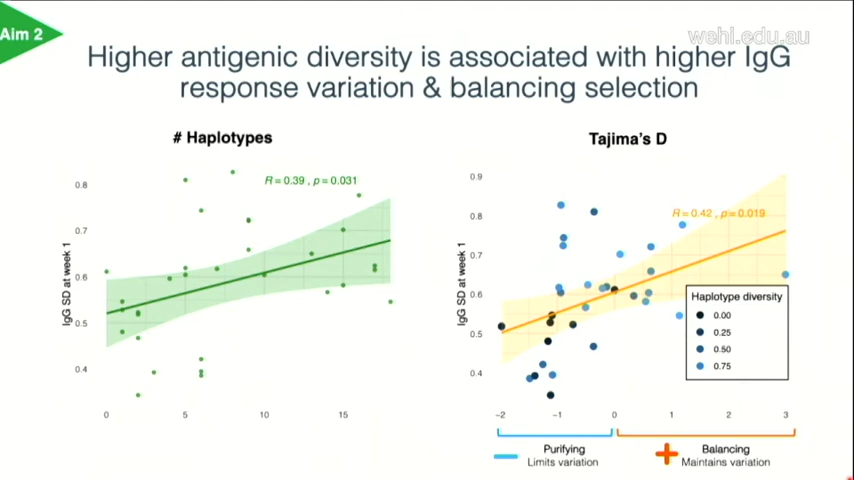 Aim 2
wehi.edu.au
Higher antigenic diversity is associated with higher IgG
response variation & balancing selection
# Haplotypes
R = 0.39 , p = 0.031
IgG SD at week 1
0.8
0.7
0.6
0.5
0.4
0
5
10
15
Tajima's D
R = 0.42 , p = 0.019
IgG SD at week 1
0.9
0.8
0.7
0.6
0.5
0.4
Haplotype diversity
0.00
0.25
0.50
0.75
−2
−1
0
1
2
3
Purifying
Limits variation
Balancing
Maintains variation